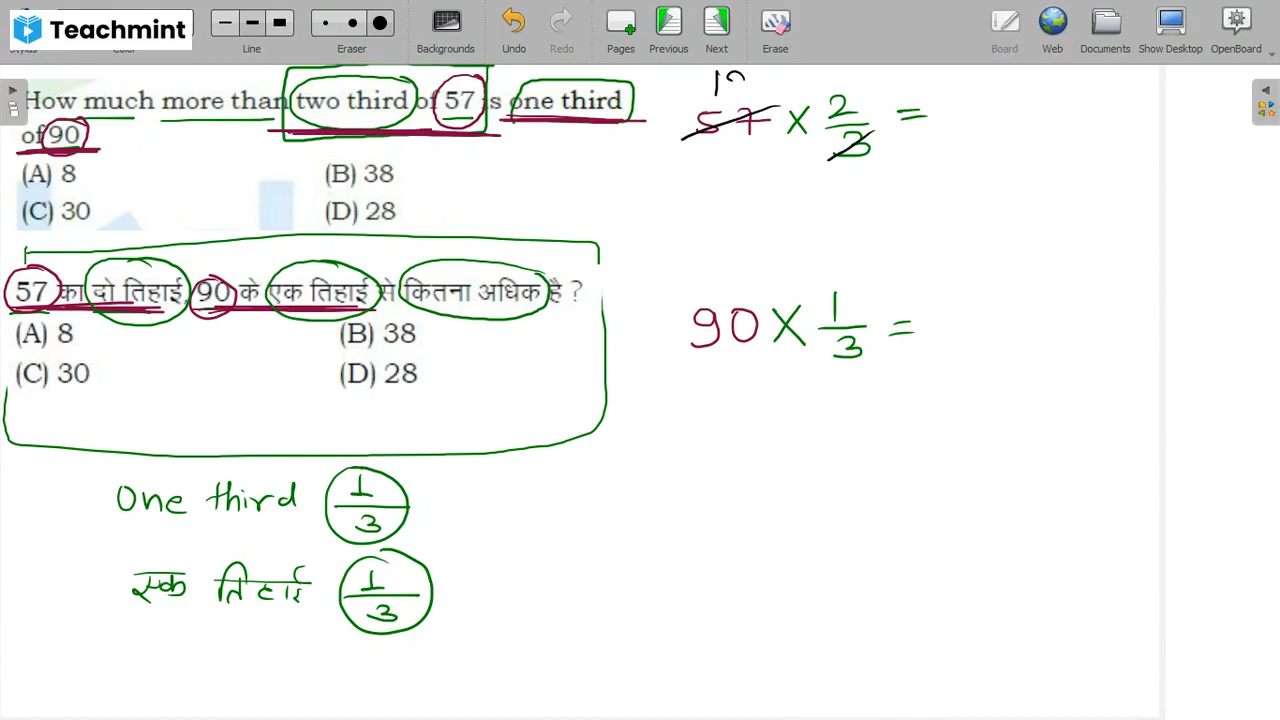 Teachmint
Styles Color Line Eraser Backgrounds Undo Redo Pages Previous Next Erase Board Web Documents Show Desktop OpenBoard
How much more than two third of 57 is one third
of 90
(A) 8 (B) 38
(C) 30 (D) 28
57 का दो तिहाई, 90 के एक तिहाई से कितना अधिक है ?
(A) 8 (B) 38
(C) 30 (D) 28
57 × 2/3 =
90 × 1/3 =
One third 1/3
एक तिहाई 1/3